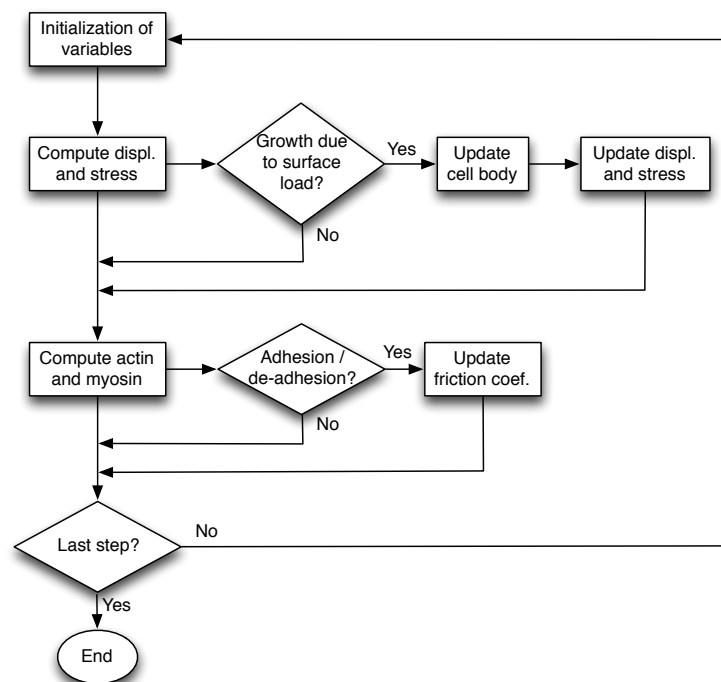 Initialization of
variables
Compute displ.
and stress
Growth due
to surface
load?
Yes
Update
cell body
Update displ.
and stress
No
Compute actin
and myosin
Adhesion /
de-adhesion?
Yes
Update
friction coef.
No
Last step?
No
Yes
End